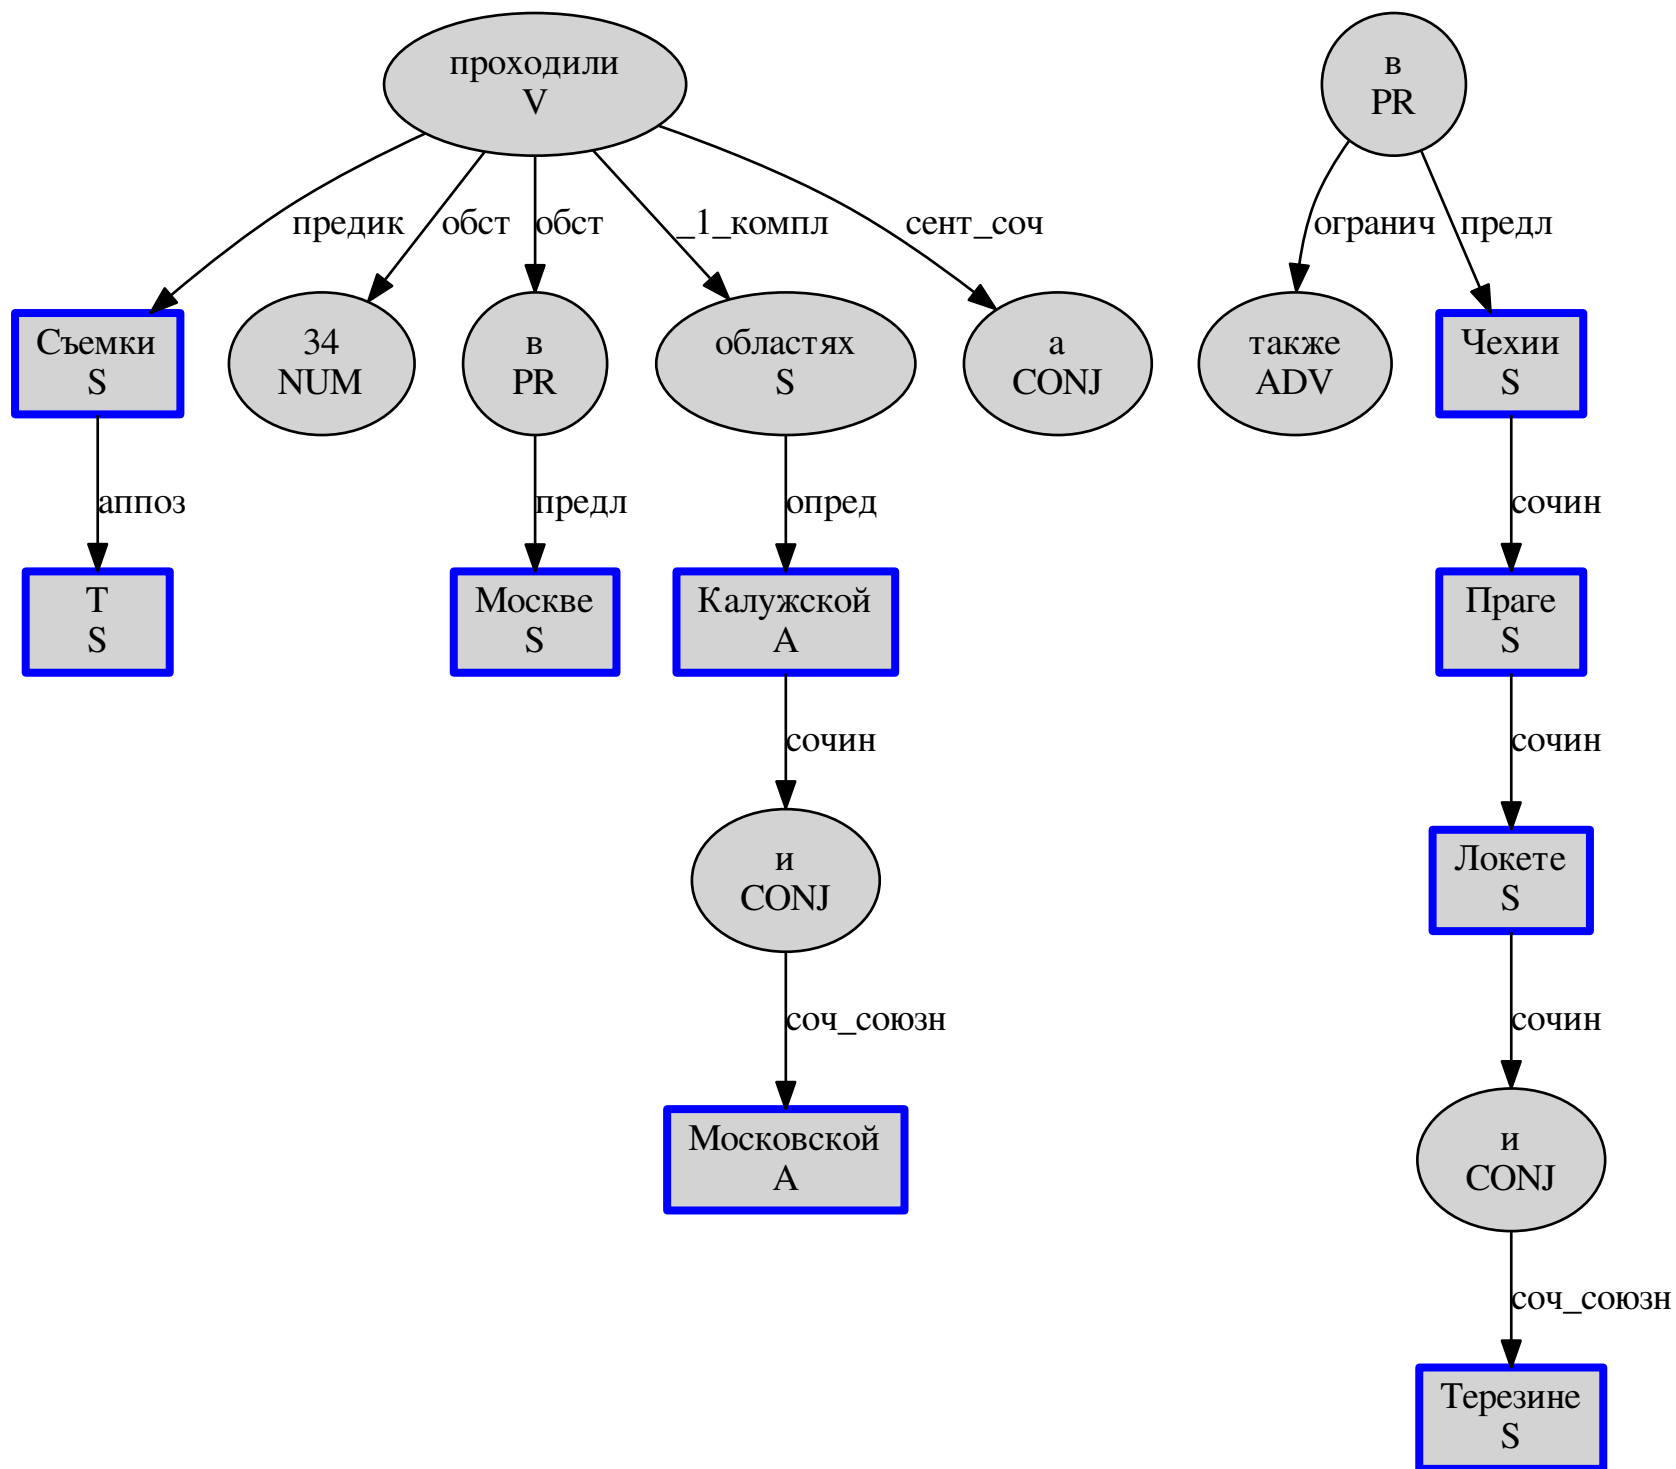 проходили
V
в
PR
предик
обст
обст
_1_компл
сент_соч
огранич
предл
Съемки
S
34
NUM
в
PR
областях
S
а
CONJ
также
ADV
Чехии
S
аппоз
предл
опред
сочин
Т
S
Москве
S
Калужской
A
Праге
S
сочин
сочин
и
CONJ
Локете
S
соч_союзн
сочин
Московской
A
и
CONJ
соч_союзн
Терезине
S